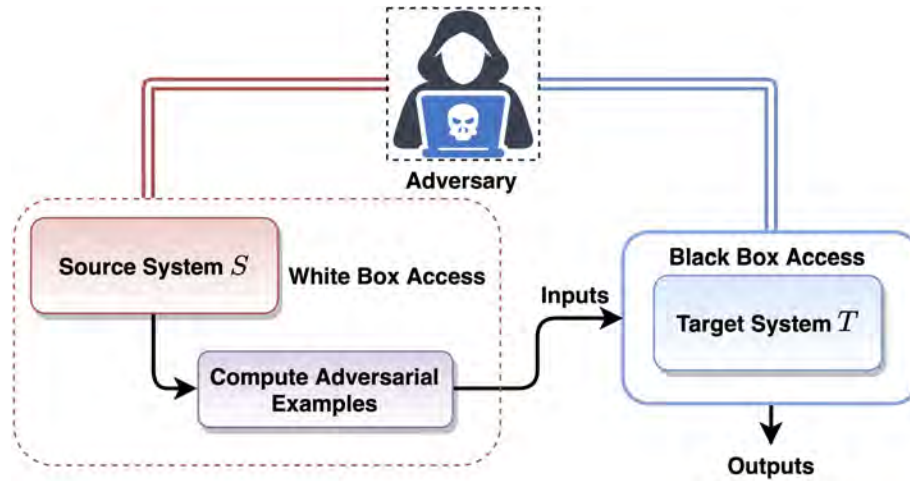 Adversary
Source System S
White Box Access
Compute Adversarial
Examples
Inputs
Black Box Access
Target System T
Outputs